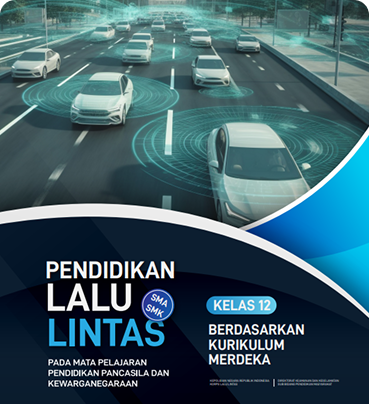 PENDIDIKAN
LALU
LINTAS
SMA
SMK
PADA MATA PELAJARAN
PENDIDIKAN PANCASILA DAN
KEWARGANEGARAAN
KELAS 12
BERDASARKAN
KURIKULUM
MERDEKA